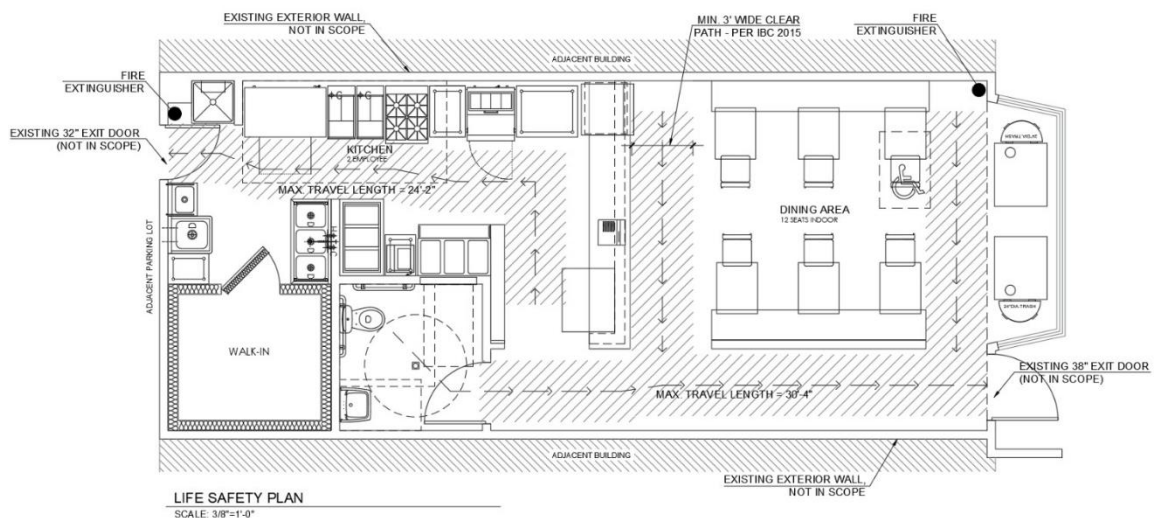 EXISTING EXTERIOR WALL,
NOT IN SCOPE
MIN. 3' WIDE CLEAR
PATH - PER IBC 2015
FIRE
EXTINGUISHER
ADJACENT BUILDING
FIRE
EXTINGUISHER
EXISTING 32" EXIT DOOR
(NOT IN SCOPE)
KITCHEN
2 EMPLOYEE
MAX. TRAVEL LENGTH = 24'-2"
DINING AREA
12 SEATS INDOOR
ADJACENT PARKING LOT
WALK-IN
EXISTING 38" EXIT DOOR
(NOT IN SCOPE)
MAX. TRAVEL LENGTH = 30'-4"
ADJACENT BUILDING
EXISTING EXTERIOR WALL,
NOT IN SCOPE
LIFE SAFETY PLAN
SCALE: 3/8"=1'-0"